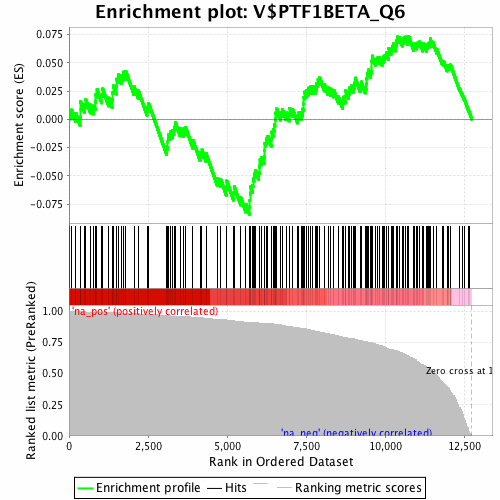 Enrichment plot: V$PTF1BETA_Q6
Enrichment score (ES)
0.075
0.050
0.025
0.000
-0.025
-0.050
-0.075
'na_pos' (positively correlated)
Ranked list metric (PreRanked)
1.00
0.75
0.50
0.25
0.00
Zero cross at 1
'na_neg' (negatively correlated)
0
2,500
5,000
7,500
10,000
12,500
Rank in Ordered Dataset
Enrichment profile
Hits
Ranking metric scores